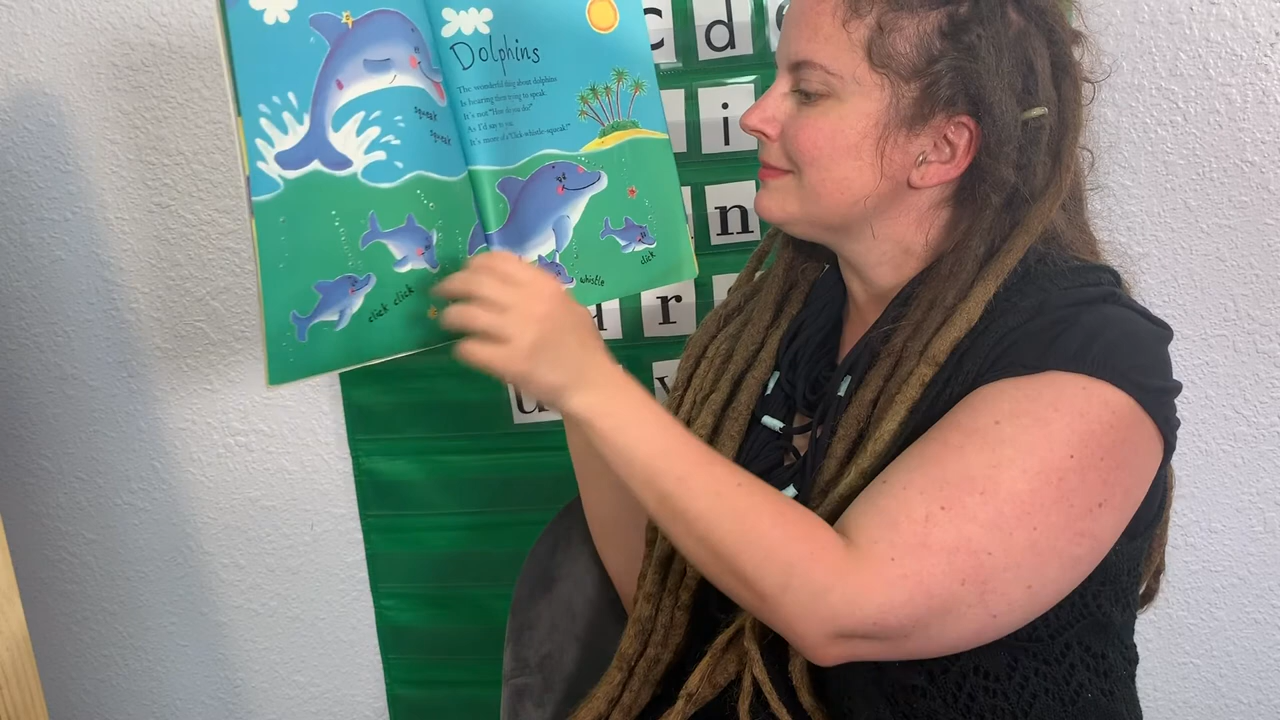 Dolphins
The wonderful thing about dolphins
Is hearing them trying to speak.
It's not "How do you do?"
As I'd say to you.
It's more of a "Click-whistle-squeak!"
squeak
squeak
click click
whistle
click
c d e
i
n
r
u